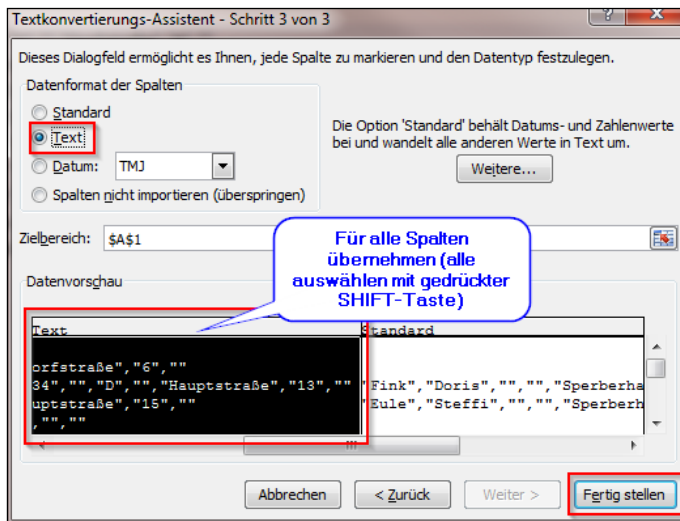 Textkonvertierungs-Assistent - Schritt 3 von 3
Dieses Dialogfeld ermöglicht es Ihnen, jede Spalte zu markieren und den Datentyp festzulegen.
Datenformat der Spalten
Standard
Text
Datum: TMJ
Spalten nicht importieren (überspringen)
Die Option 'Standard' behält Datums- und Zahlenwerte
bei und wandelt alle anderen Werte in Text um.
Weitere...
Zielbereich: $A$1
Für alle Spalten
übernehmen (alle
auswählen mit gedrückter
SHIFT-Taste)
Datenvorschau
Text Standard
orfstraße","6",""
34","","D","","Hauptstraße","13","" "Fink","Doris","","","Sperberha
uptstraße","15","" "Eule","Steffi","","","Sperberh
,"",""
Abbrechen < Zurück Weiter > Fertig stellen